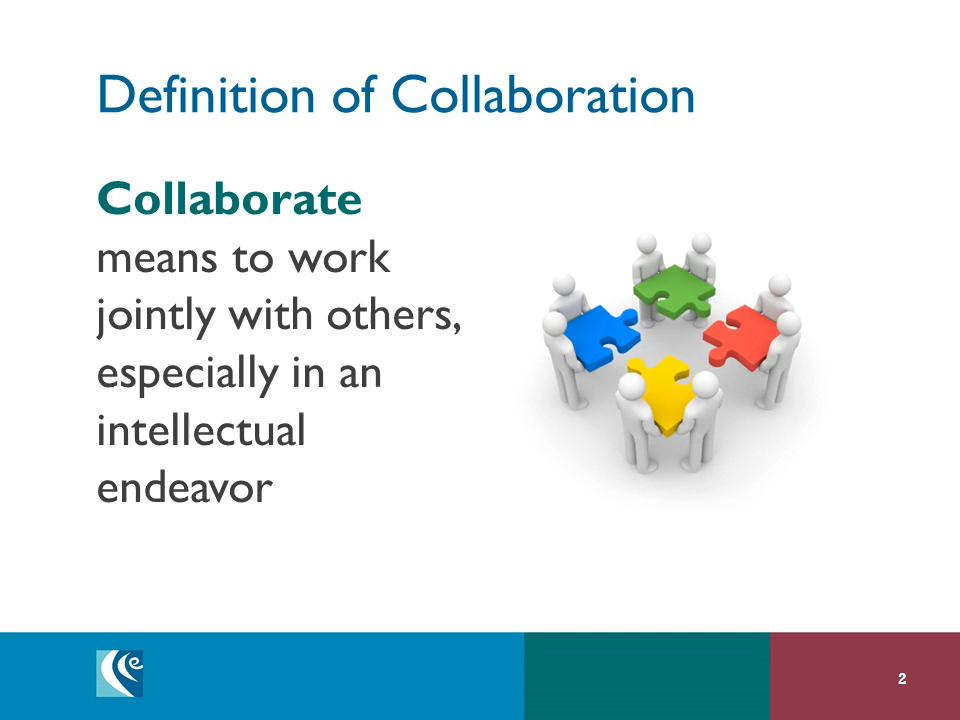 Definition of Collaboration
Collaborate
means to work
jointly with others,
especially in an
intellectual
endeavor
e
2